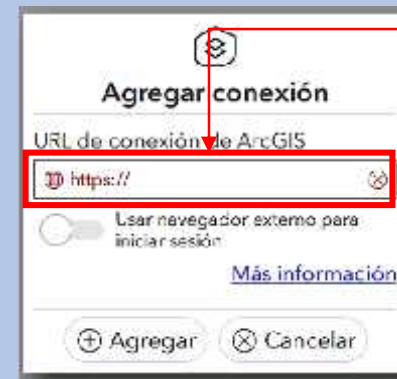 Agregar conexión
URL de conexión de ArcGIS
https://
Usar navegador externo para
iniciar sesión
Más información
Agregar
Cancelar